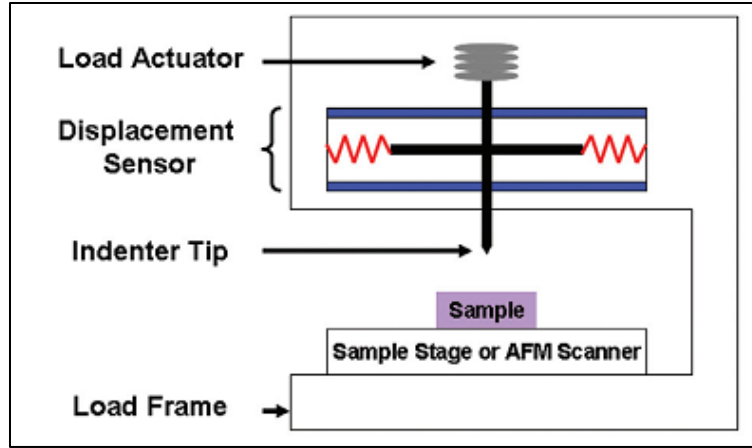 Load Actuator
Displacement
Sensor
Indenter Tip
Sample
Sample Stage or AFM Scanner
Load Frame